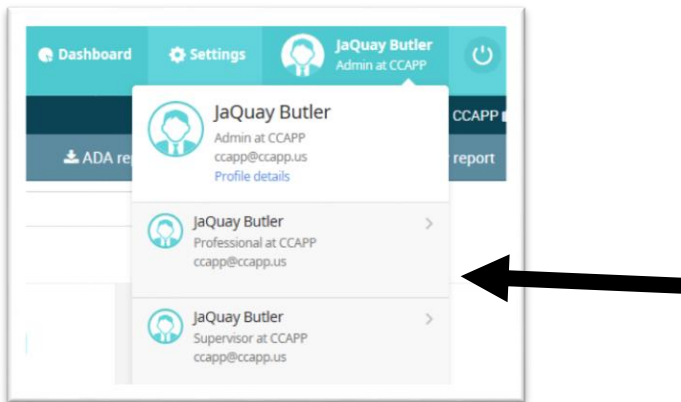 Dashboard Settings JaQuay Butler
Admin at CCAPP
JaQuay Butler
Admin at CCAPP
ccapp@ccapp.us
Profile details
CCAPP
ADA re
report
JaQuay Butler
Professional at CCAPP
ccapp@ccapp.us
JaQuay Butler
Supervisor at CCAPP
ccapp@ccapp.us